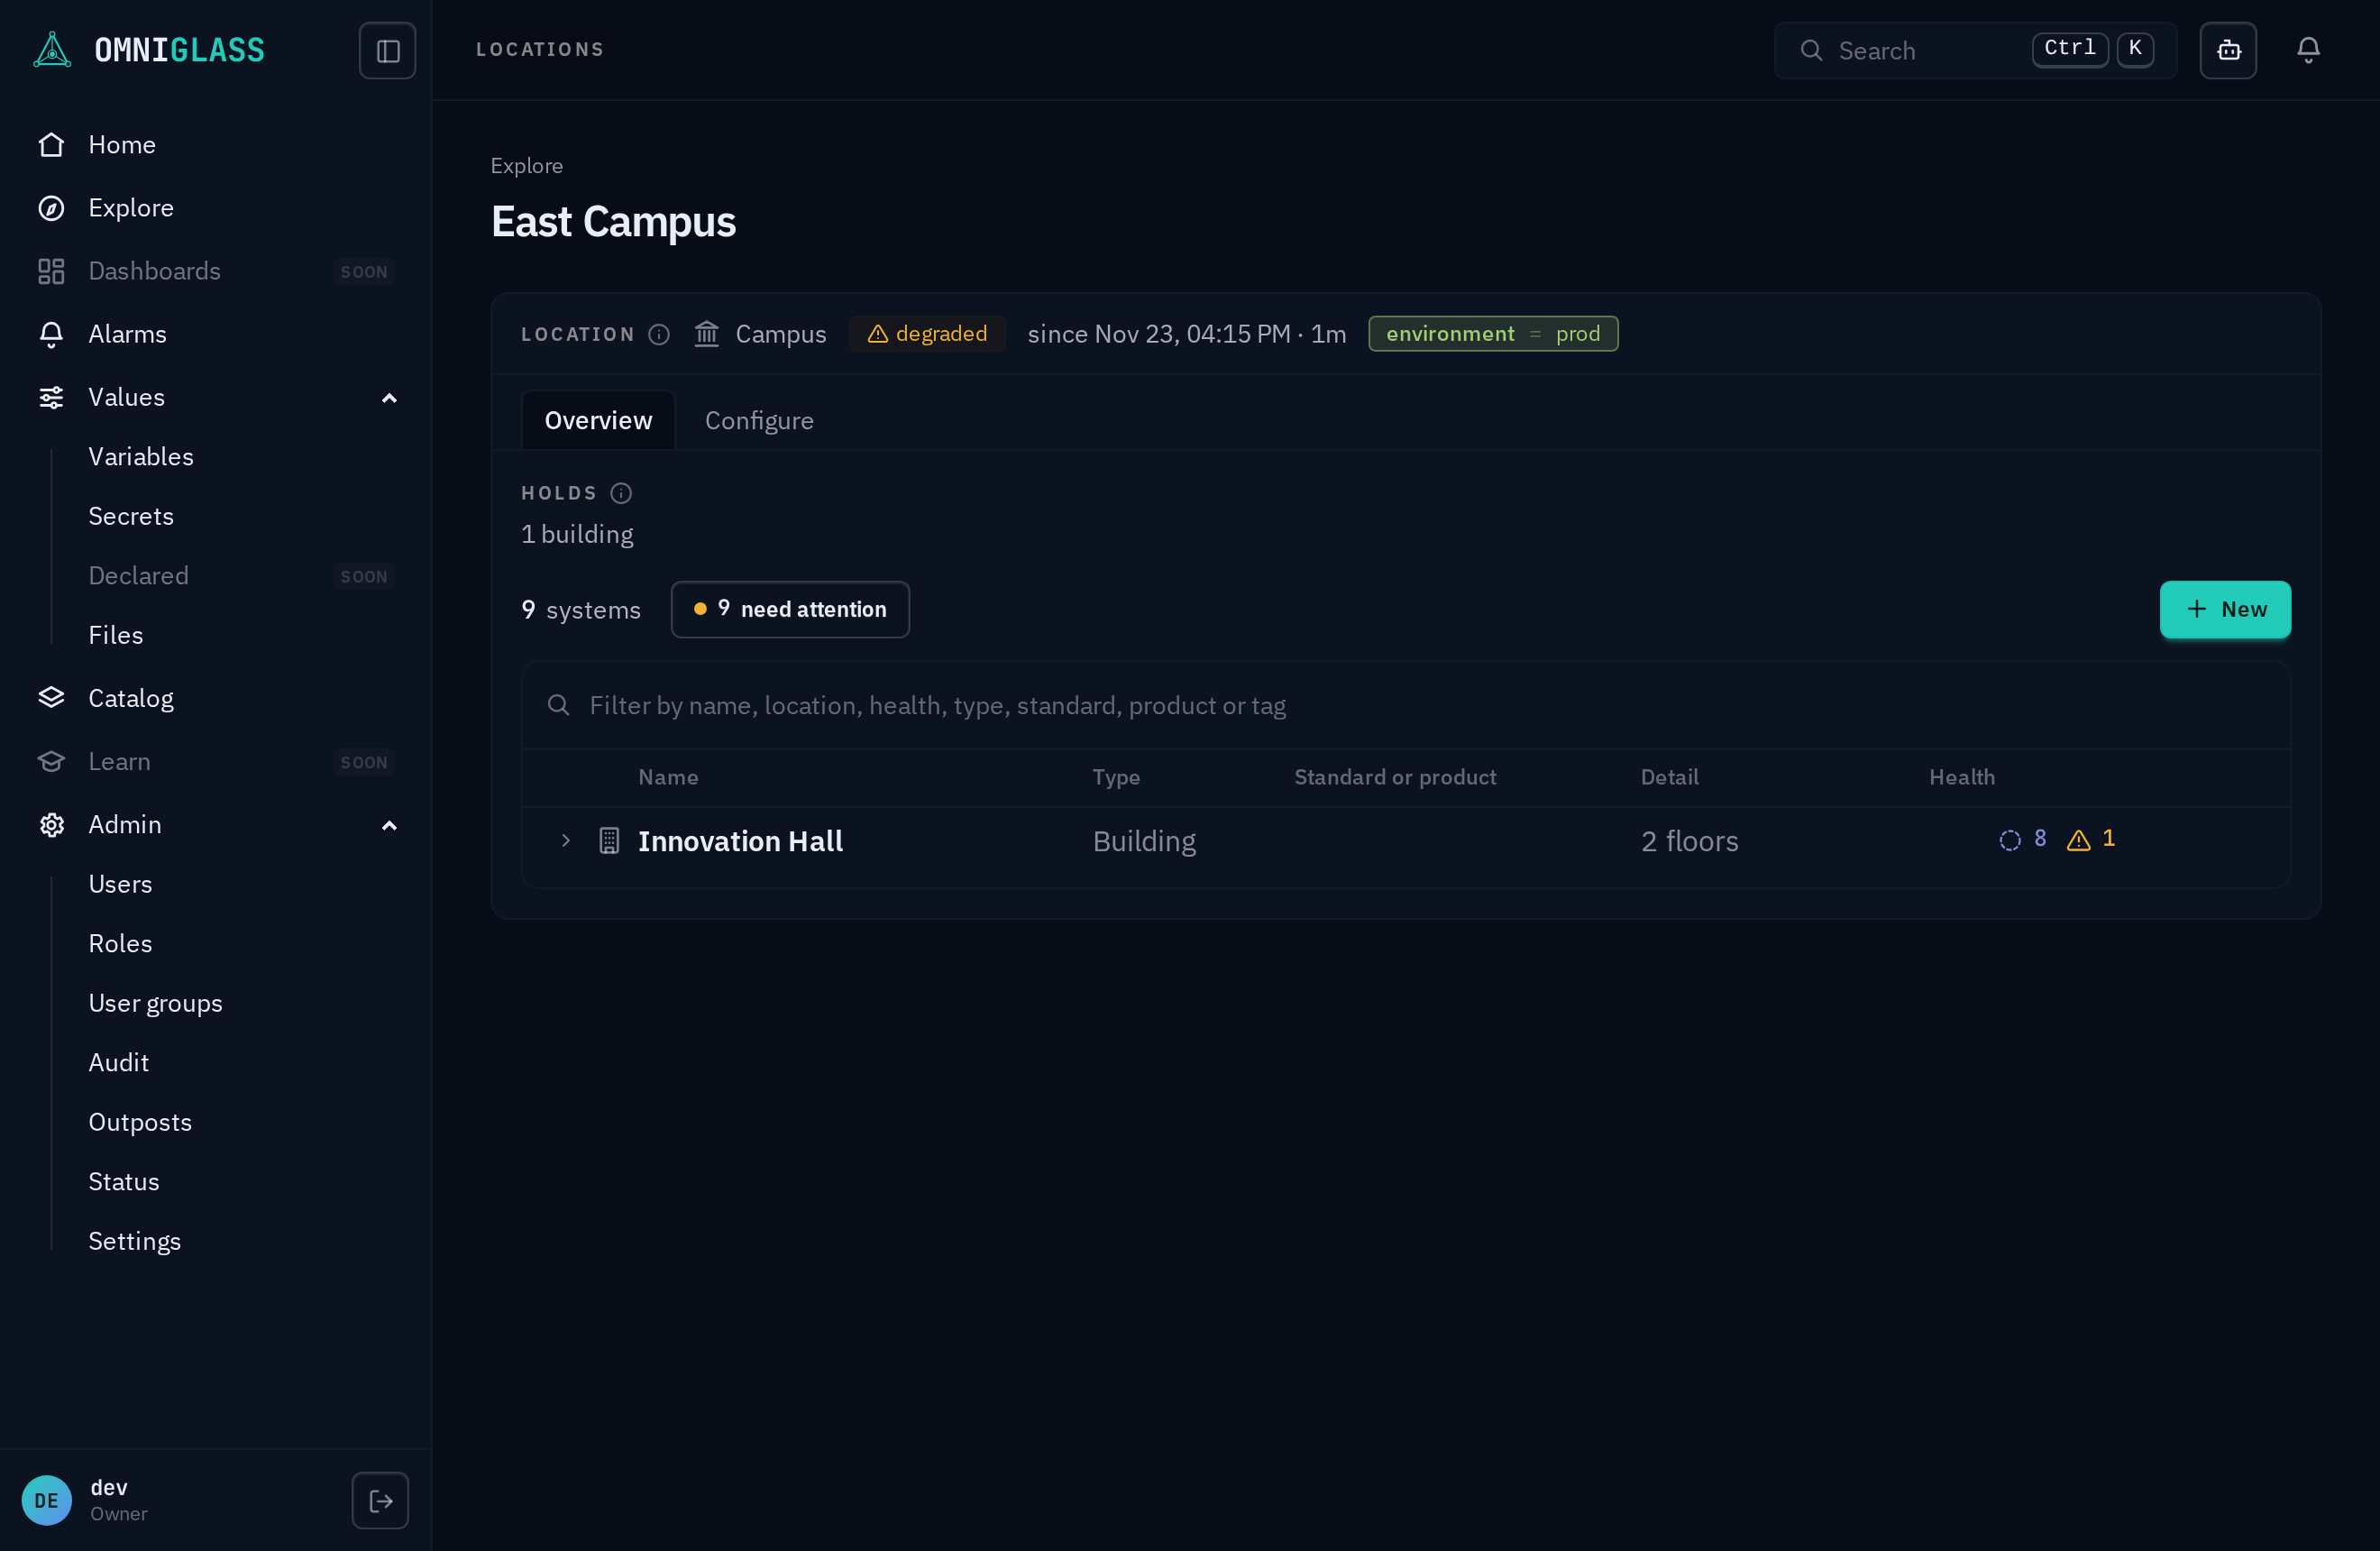 OMNIGLASS
Home
Explore
Dashboards SOON
Alarms
Values
Variables
Secrets
Declared SOON
Files
Catalog
Learn SOON
Admin
Users
Roles
User groups
Audit
Outposts
Status
Settings
DE dev
Owner
LOCATIONS
Search Ctrl K
Explore
East Campus
LOCATION Campus degraded since Nov 23, 04:15 PM · 1m environment = prod
Overview Configure
HOLDS
1 building
9 systems 9 need attention + New
Filter by name, location, health, type, standard, product or tag
Name Type Standard or product Detail Health
Innovation Hall Building 2 floors 8 1